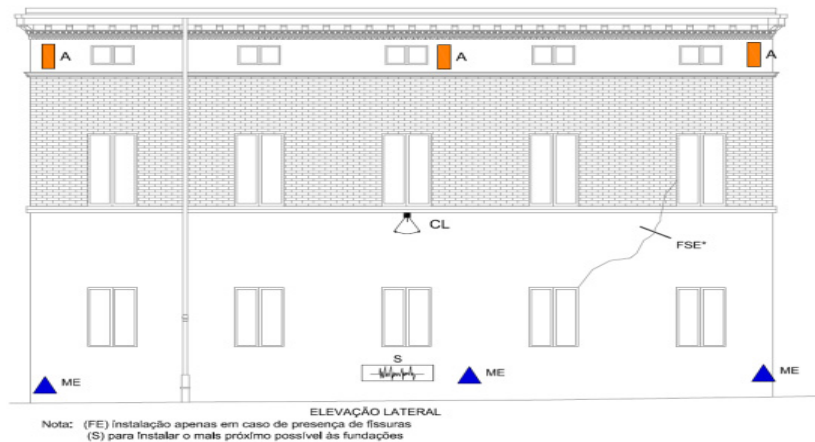 A
A
A
CL
FSE*
S
ME
ME
ME
ELEVAÇÃO LATERAL
Nota: (FE) Instalação apenas em caso de presença de fissuras
(S) para Instalar o mais próximo possível às fundações